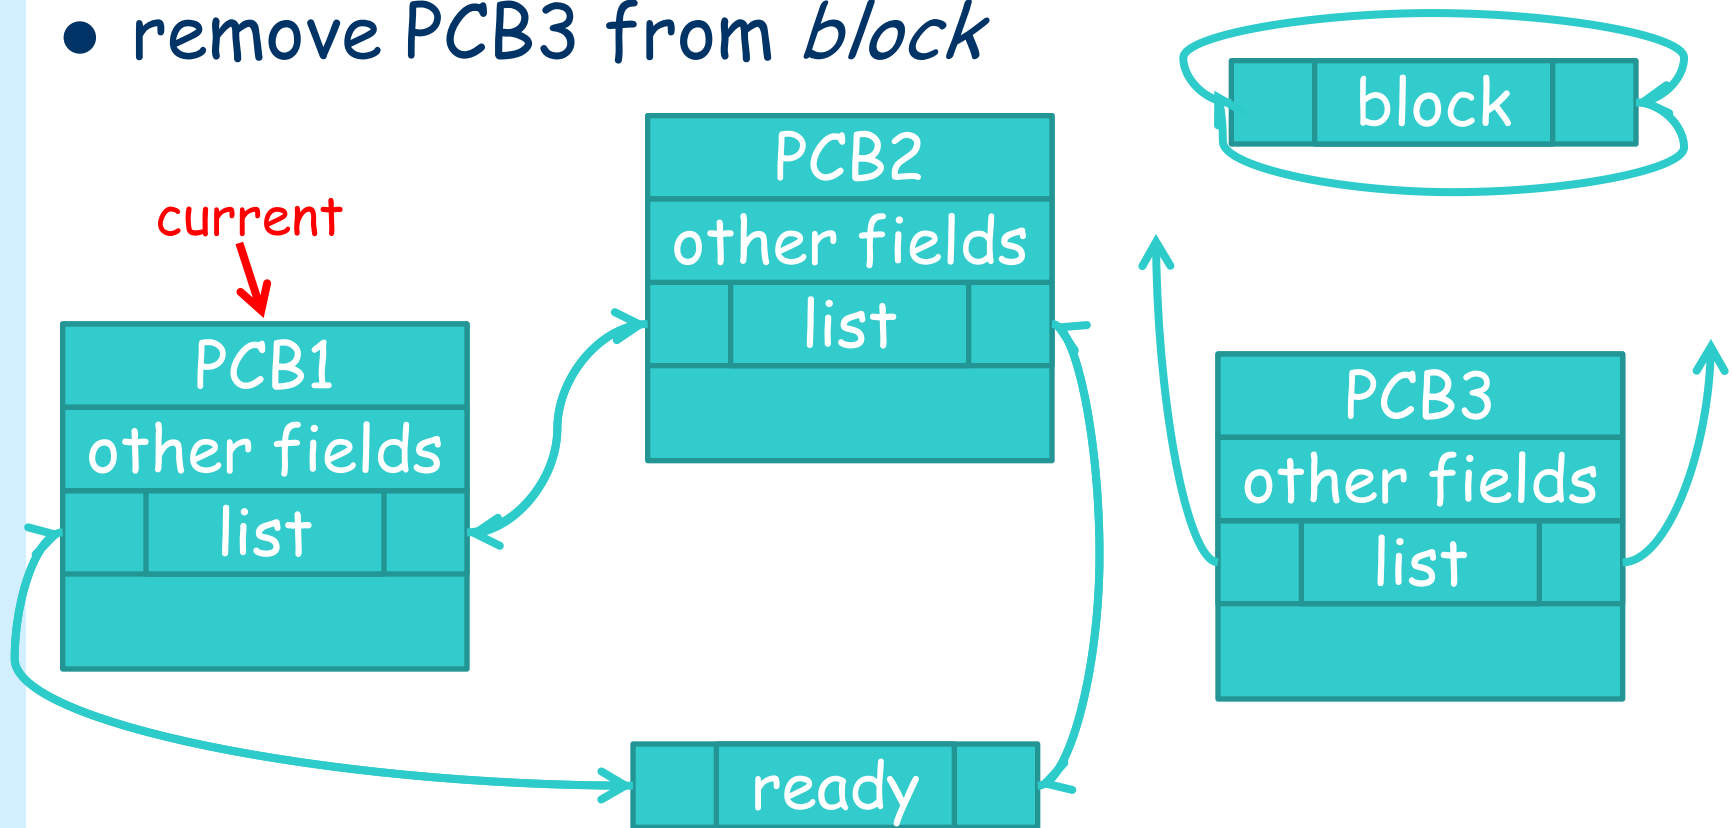 ● remove PCB3 from block
block
PCB2
other fields
list
current
PCB1
other fields
list
PCB3
other fields
list
ready